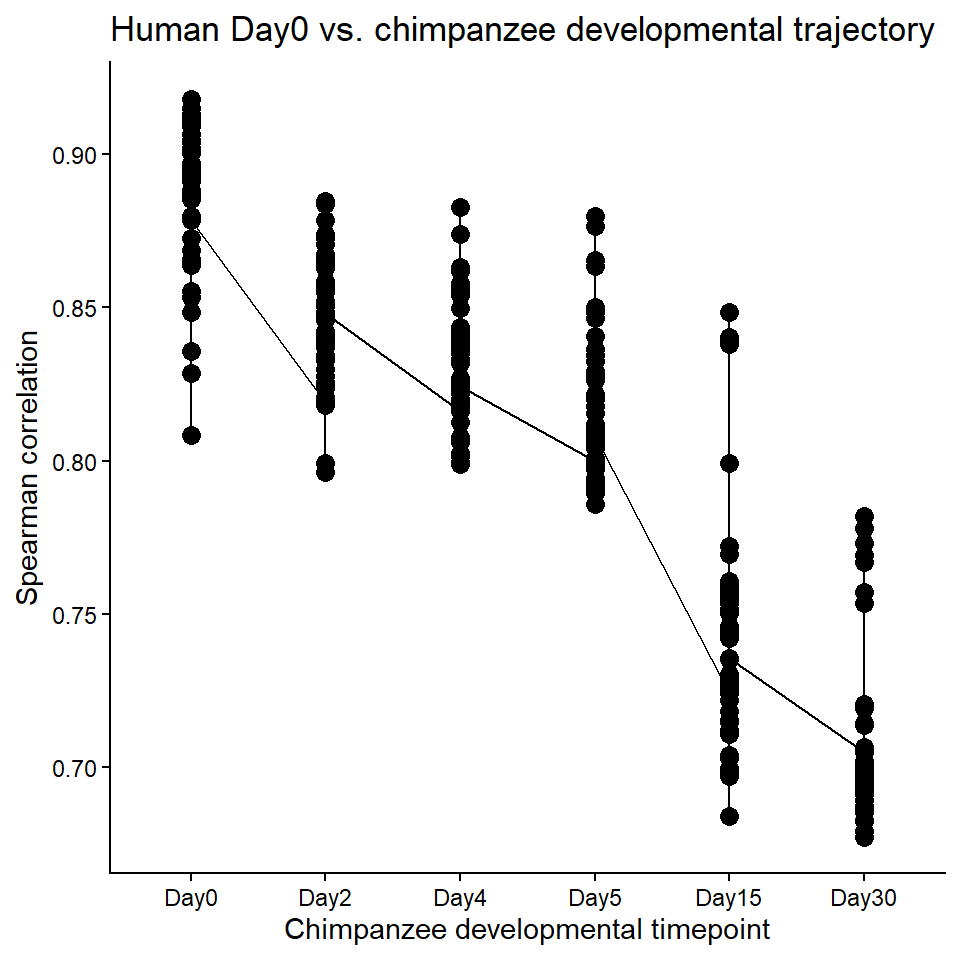 Human Day0 vs. chimpanzee developmental trajectory
Spearman correlation
0.90
0.85
0.80
0.75
0.70
Day0 Day2 Day4 Day5 Day15 Day30
Chimpanzee developmental timepoint